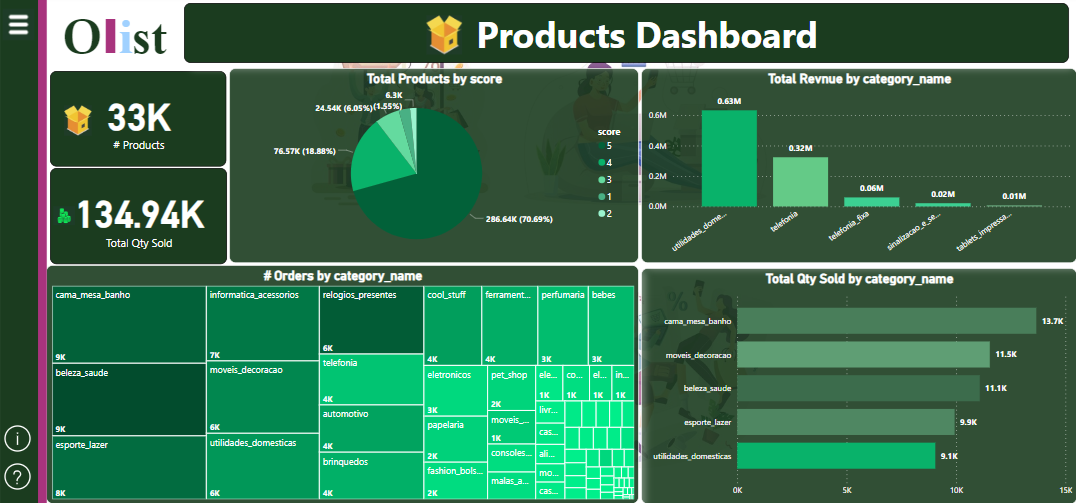 Olist
Products Dashboard
33K
# Products
134.94K
Total Qty Sold
Total Products by score
6.3K
(1.55%)
24.54K (6.05%)
76.57K (18.88%)
286.64K (70.69%)
score
5
4
3
1
2
Total Revnue by category_name
0.6M
0.4M
0.2M
0.0M
0.63M
0.32M
0.06M
0.02M
0.01M
utilidades_dome...
telefonia
telefonia_fixa
sinalizacao_e_se...
tablets_impressa...
# Orders by category_name
cama_mesa_banho
9K
beleza_saude
9K
esporte_lazer
8K
informatica_acessorios
7K
moveis_decoracao
6K
utilidades_domesticas
6K
relogios_presentes
6K
telefonia
4K
automotivo
4K
brinquedos
4K
cool_stuff
4K
ferrament...
4K
perfumaria
3K
bebes
3K
eletronicos
3K
papelaria
2K
fashion_bols...
2K
pet_shop
2K
moveis_...
1K
consoles...
malas_a...
ele...
1K
co...
1K
el...
1K
in...
1K
livr...
cas...
ali...
mo...
cas...
Total Qty Sold by category_name
cama_mesa_banho
13.7K
moveis_decoracao
11.5K
beleza_saude
11.1K
esporte_lazer
9.9K
utilidades_domesticas
9.1K
0K
5K
10K
15K
i
?